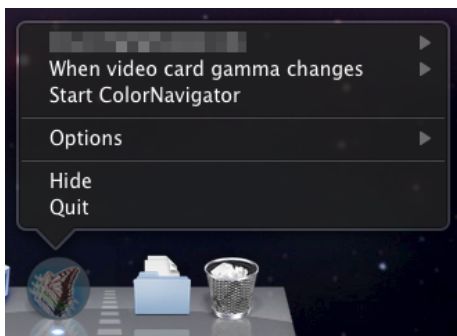 When video card gamma changes
Start ColorNavigator
Options
Hide
Quit